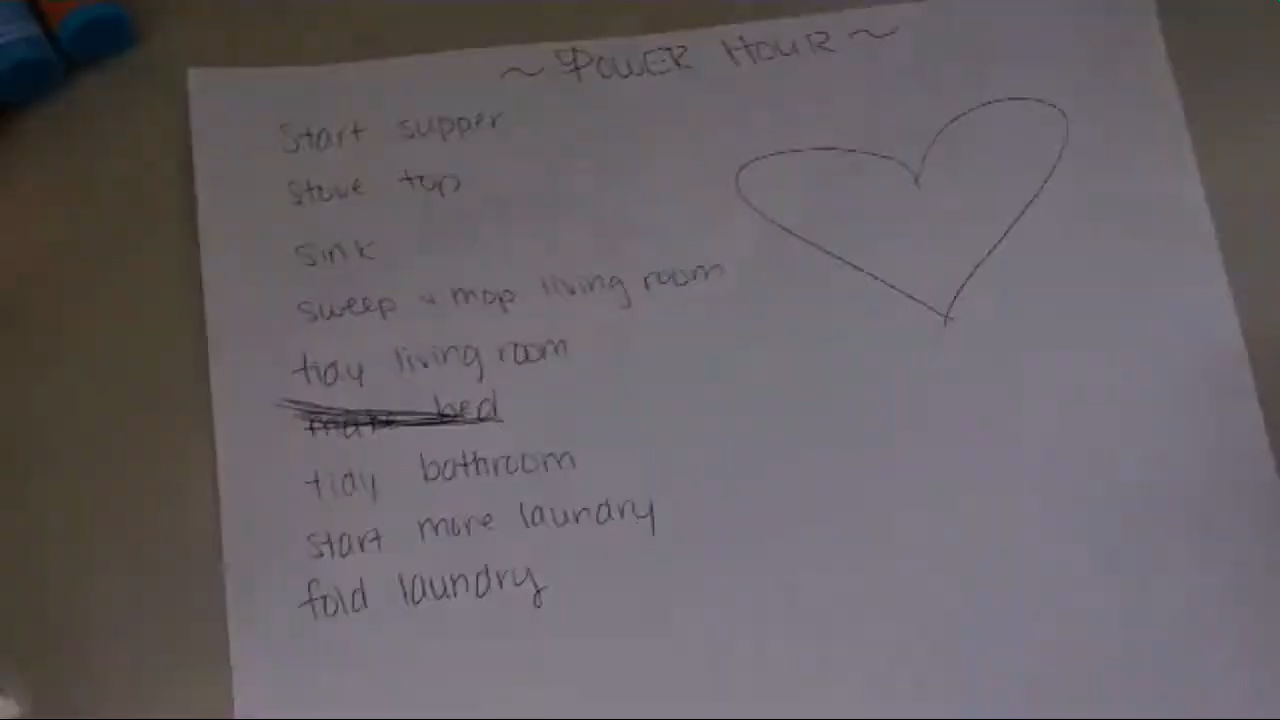 ~ POWER HOUR ~
Start supper
stove top
sink
sweep & mop living room
tidy living room
bed
tidy bathroom
start more laundry
fold laundry